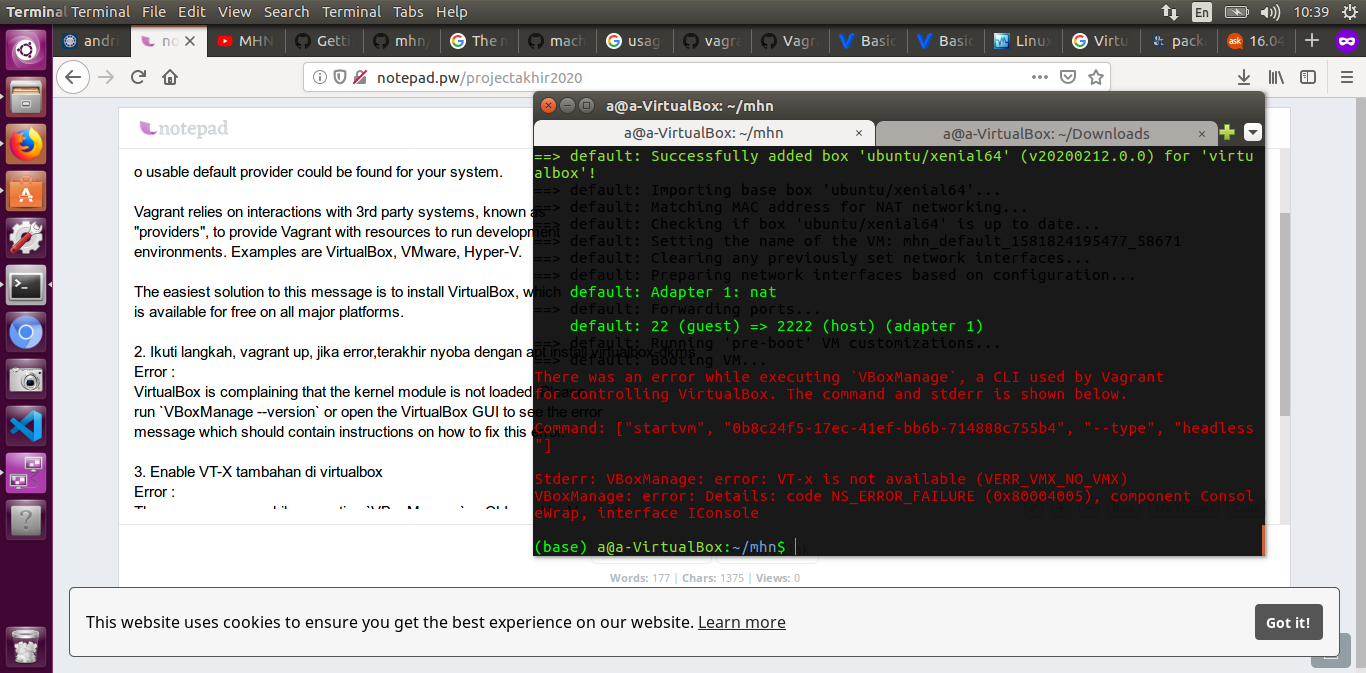 Terminal Terminal File Edit View Search Terminal Tabs Help
En
10:39
andr
no
MHN
Getti
mhn,
The n
mach
usag
vagra
Vagr
Basic
Basic
Linux
Virtu
pack
16.04
notepad.pw/projectakhir2020
notepad
o usable default provider could be found for your system.
Vagrant relies on interactions with 3rd party systems, known as
"providers", to provide Vagrant with resources to run development
environments. Examples are VirtualBox, VMware, Hyper-V.
The easiest solution to this message is to install VirtualBox, which
is available for free on all major platforms.
2. Ikuti langkah, vagrant up, jika error,terakhir nyoba dengan apt install virtualbox-dkms
Error :
VirtualBox is complaining that the kernel module is not loaded. Please
run `VBoxManage --version` or open the VirtualBox GUI to see the error
message which should contain instructions on how to fix this error.
3. Enable VT-X tambahan di virtualbox
Error :
a@a-VirtualBox: ~/mhn
a@a-VirtualBox: ~/mhn
a@a-VirtualBox: ~/Downloads
==> default: Successfully added box 'ubuntu/xenial64' (v20200212.0.0) for 'virtu
albox'!
==> default: Importing base box 'ubuntu/xenial64'...
==> default: Matching MAC address for NAT networking...
==> default: Checking if box 'ubuntu/xenial64' is up to date...
==> default: Setting the name of the VM: mhn_default_1581824195477_58671
==> default: Clearing any previously set network interfaces...
==> default: Preparing network interfaces based on configuration...
default: Adapter 1: nat
==> default: Forwarding ports...
default: 22 (guest) => 2222 (host) (adapter 1)
==> default: Running 'pre-boot' VM customizations...
==> default: Booting VM...
There was an error while executing `VBoxManage`, a CLI used by Vagrant
for controlling VirtualBox. The command and stderr is shown below.
Command: ["startvm", "0b8c24f5-17ec-41ef-bb6b-714888c755b4", "--type", "headless
"]
Stderr: VBoxManage: error: VT-x is not available (VERR_VMX_NO_VMX)
VBoxManage: error: Details: code NS_ERROR_FAILURE (0x80004005), component Consol
eWrap, interface IConsole
(base) a@a-VirtualBox:~/mhn$
Words: 177 | Chars: 1375 | Views: 0
This website uses cookies to ensure you get the best experience on our website. Learn more
Got it!